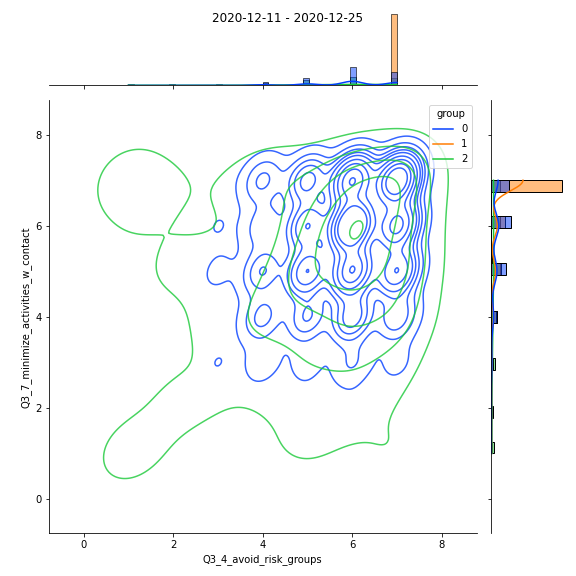 2020-12-11 - 2020-12-25
group
0
1
2
Q3_7_minimize_activities_w_contact
8
6
4
2
0
0 2 4 6 8
Q3_4_avoid_risk_groups